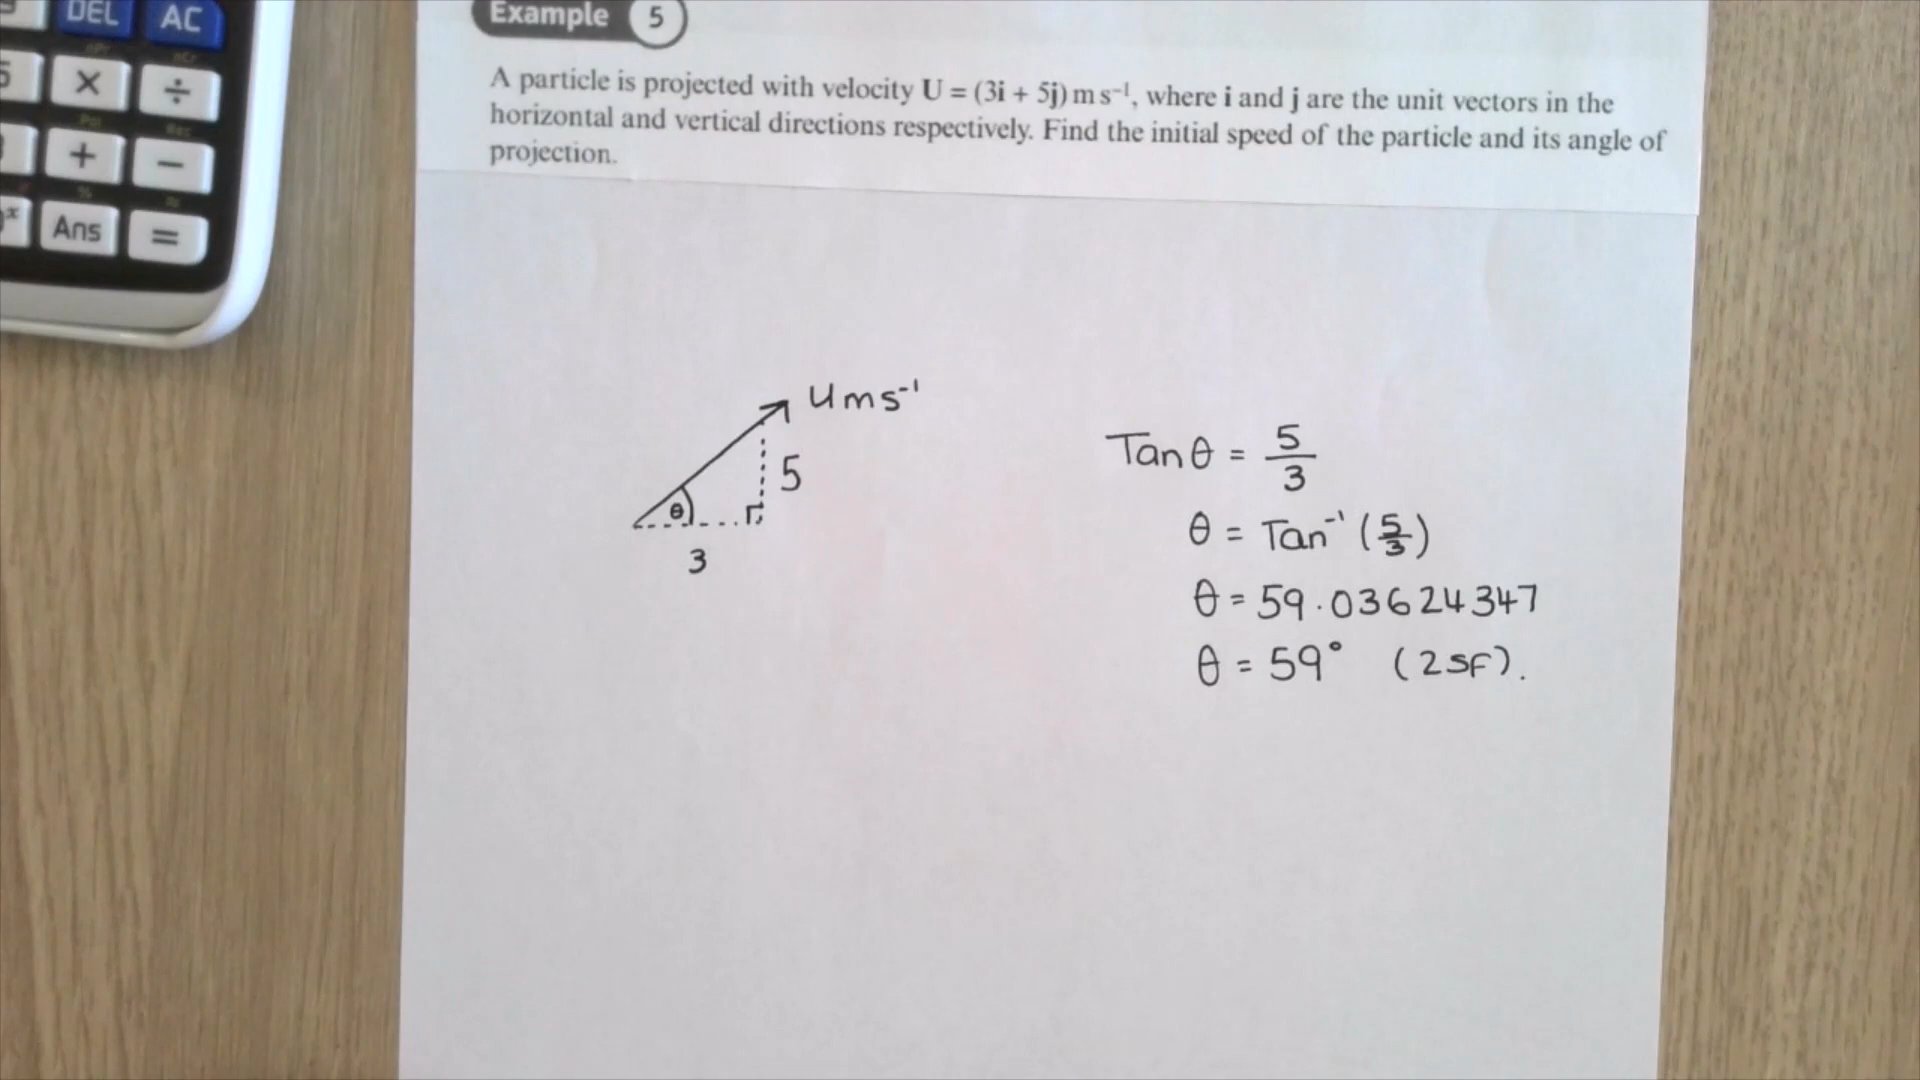 DEL AC
× ÷
+ −
Ans =
Example 5
A particle is projected with velocity U = (3i + 5j) m s⁻¹, where i and j are the unit vectors in the
horizontal and vertical directions respectively. Find the initial speed of the particle and its angle of
projection.
U m s⁻¹
5
θ
3
Tan θ = 5/3
θ = Tan⁻¹ (5/3)
θ = 59.03624347
θ = 59° (2SF).